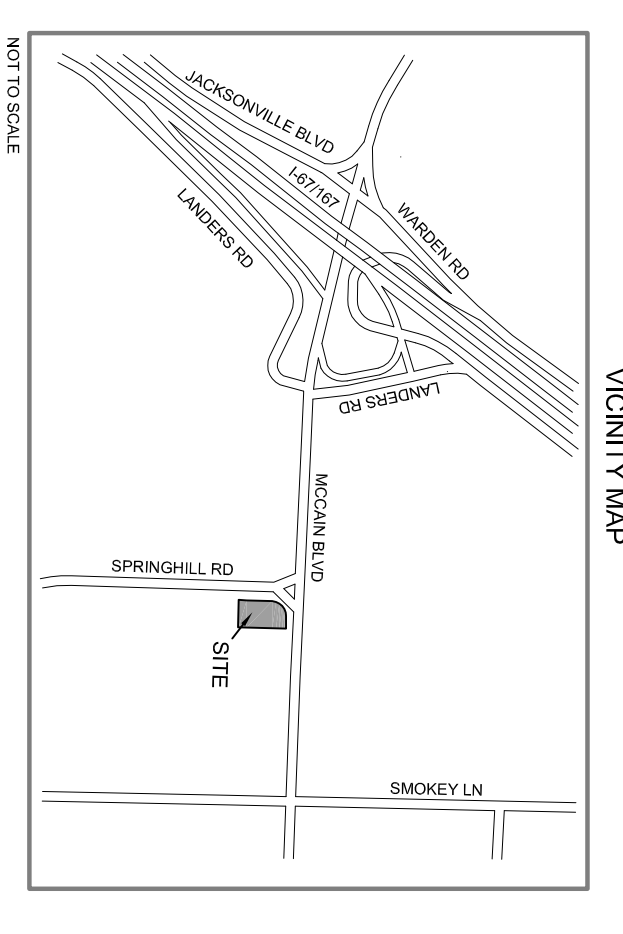 VICINITY MAP
NOT TO SCALE
JACKSONVILLE BLVD
I-67/167
WARDEN RD
LANDERS RD
LANDERS RD
MCCAIN BLVD
SPRINGHILL RD
SITE
SMOKEY LN